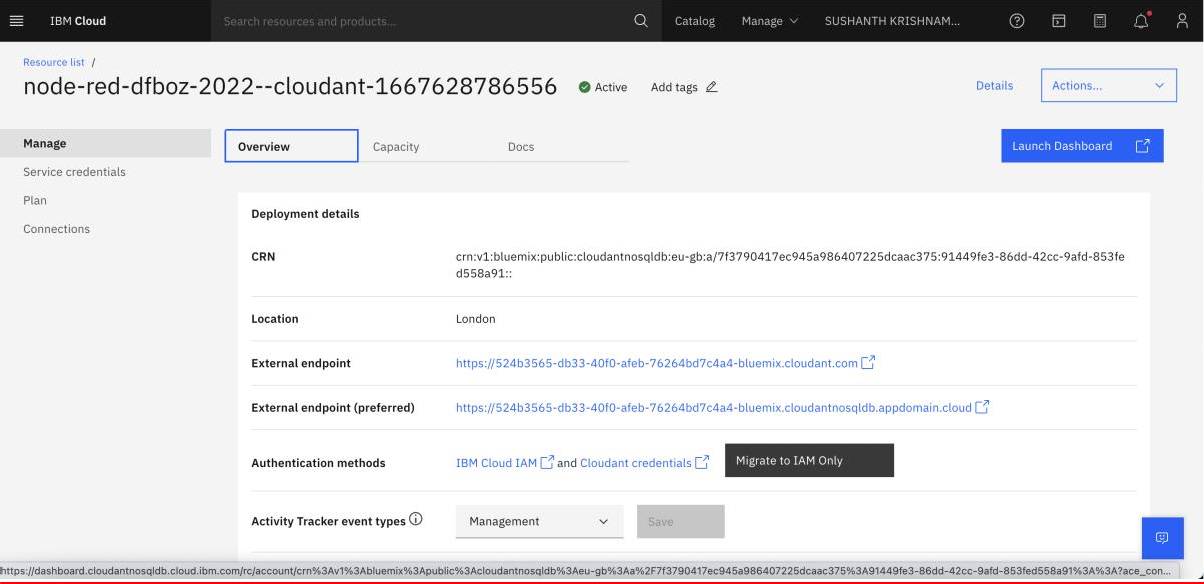 IBM Cloud
Search resources and products...
Catalog
Manage
SUSHANTH KRISHNAM...
Resource list /
node-red-dfboz-2022--cloudant-1667628786556
Active
Add tags
Details
Actions...
Manage
Service credentials
Plan
Connections
Overview
Capacity
Docs
Launch Dashboard
Deployment details
CRN
crn:v1:bluemix:public:cloudantnosqldb:eu-gb:a/7f3790417ec945a986407225dcaac375:91449fe3-86dd-42cc-9afd-853fe
d558a91::
Location
London
External endpoint
https://524b3565-db33-40f0-afeb-76264bd7c4a4-bluemix.cloudant.com
External endpoint (preferred)
https://524b3565-db33-40f0-afeb-76264bd7c4a4-bluemix.cloudantnosqldb.appdomain.cloud
Authentication methods
IBM Cloud IAM and Cloudant credentials
Migrate to IAM Only
Activity Tracker event types
Management
Save
https://dashboard.cloudantnosqldb.cloud.ibm.com/rc/account/crn%3Av1%3Abluemix%3Apublic%3Acloudantnosqldb%3Aeu-gb%3Aa%2F7f3790417ec945a986407225dcaac375%3A91449fe3-86dd-42cc-9afd-853fed558a91%3A%3A?ace_con...